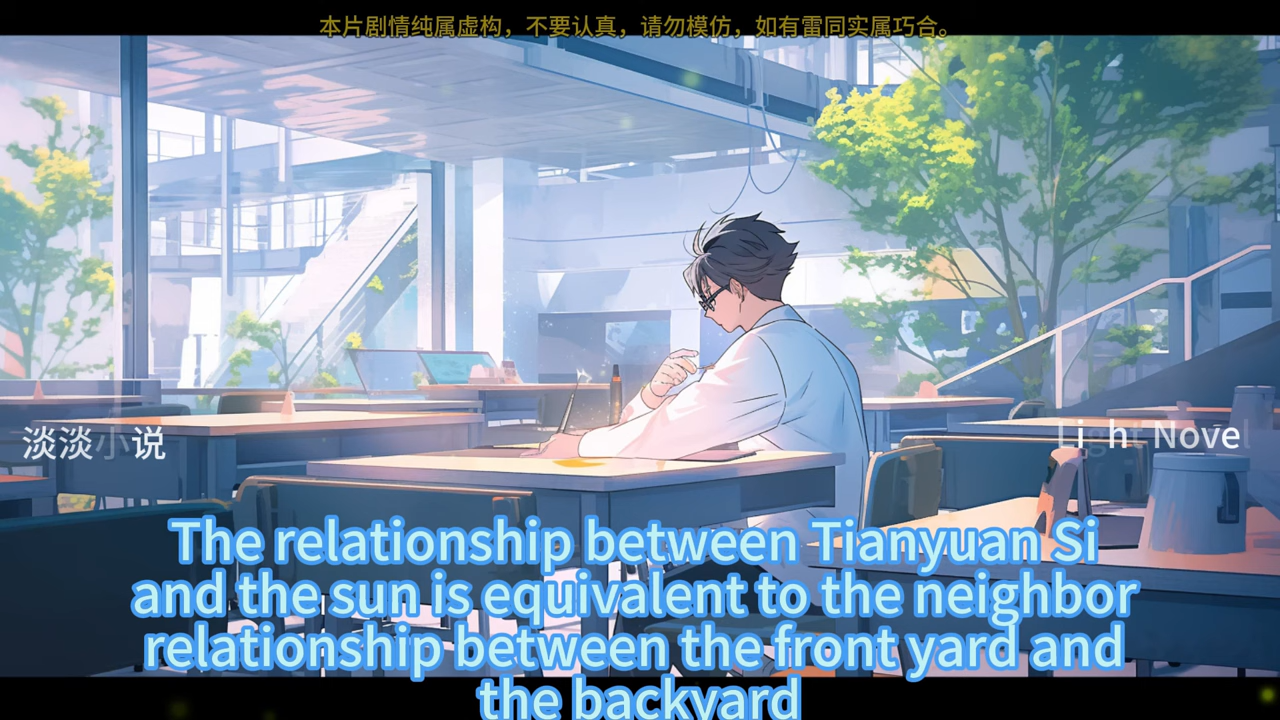 本片剧情纯属虚构，不要认真，请勿模仿，如有雷同实属巧合。
淡淡小说
Light Novel
The relationship between Tianyuan Si
and the sun is equivalent to the neighbor
relationship between the front yard and
the backyard